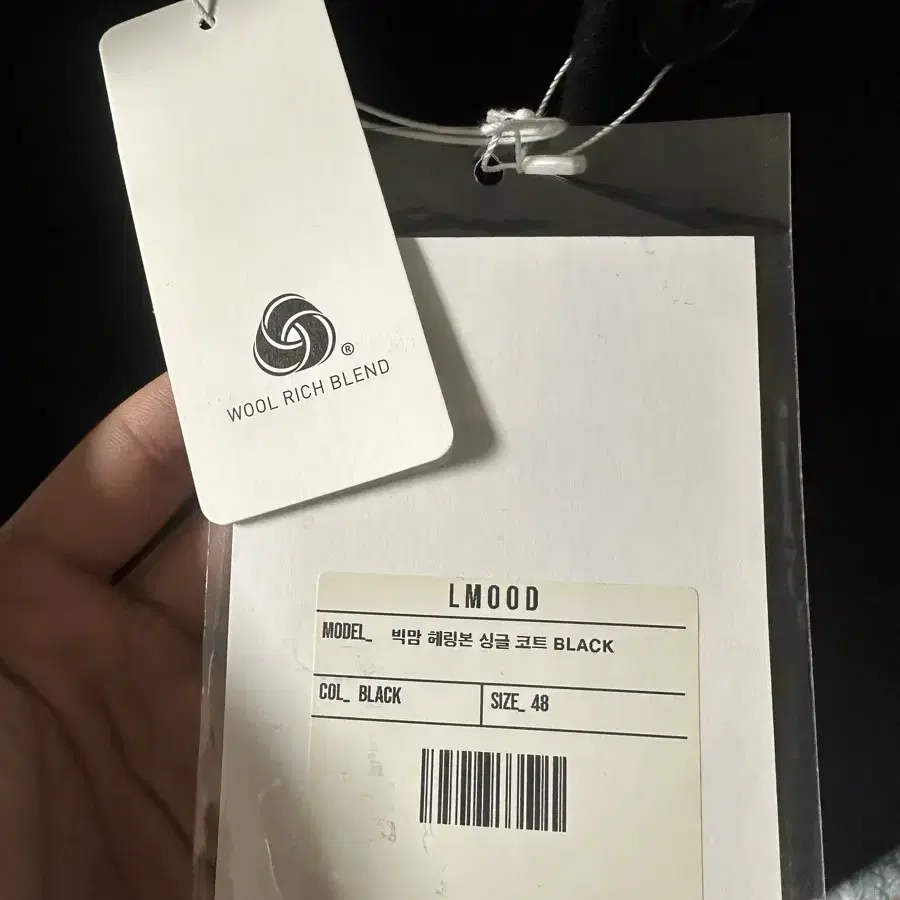 ®
WOOL RICH BLEND
LMOOD
MODEL_ 빅맘 헤링본 싱글 코트 BLACK
COL_ BLACK
SIZE_ 48